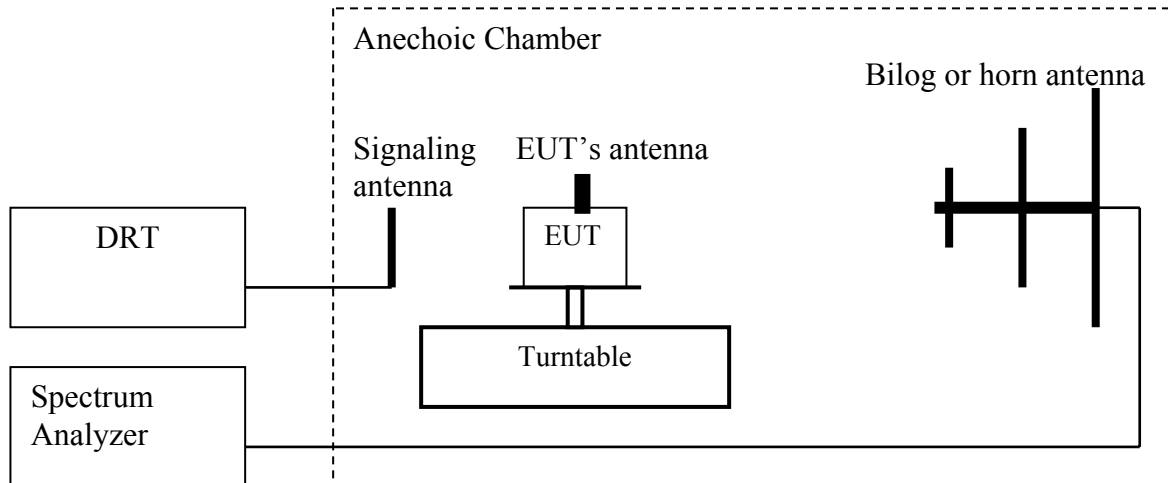 Anechoic Chamber
Bilog or horn antenna
Signaling
antenna
EUT’s antenna
DRT
EUT
Turntable
Spectrum
Analyzer